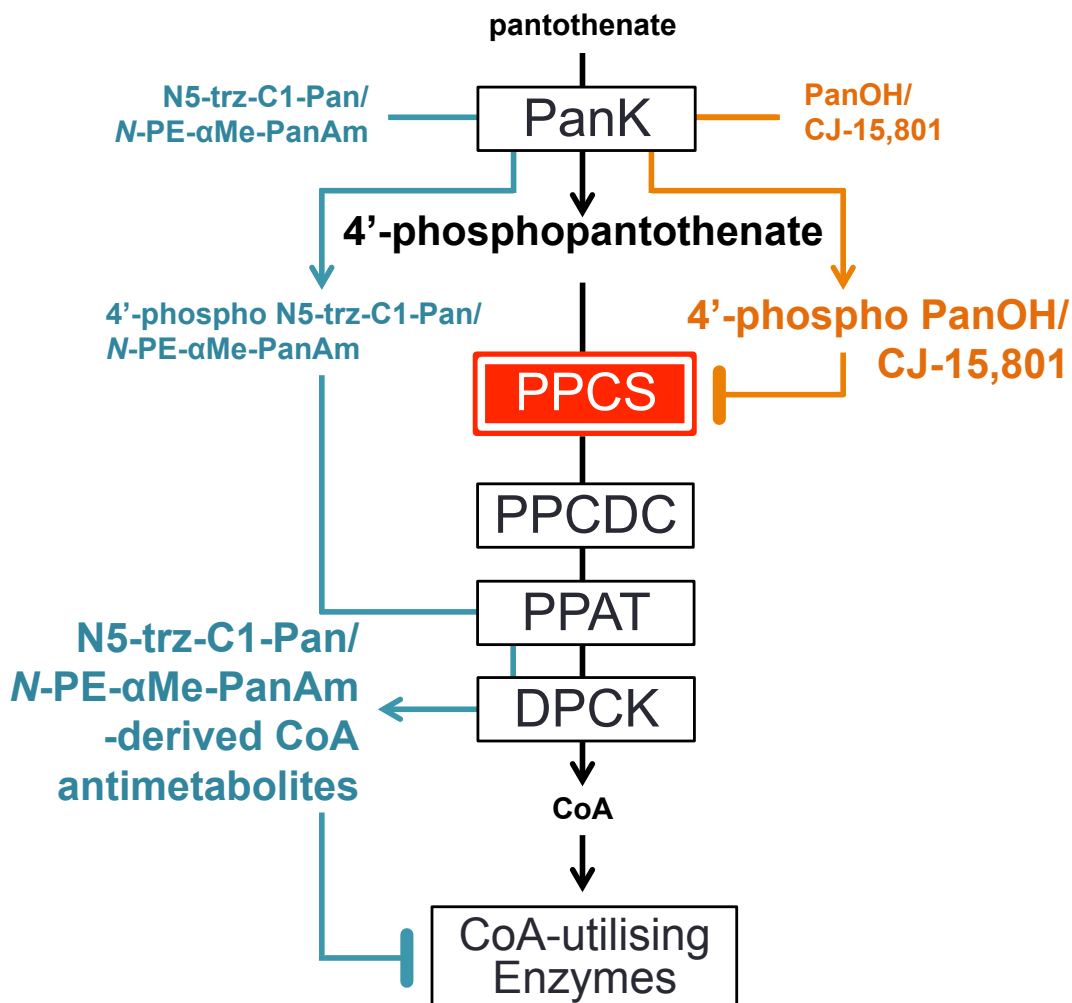 pantothenate
N5-trz-C1-Pan/
N-PE-αMe-PanAm
PanK
PanOH/
CJ-15,801
4’-phosphopantothenate
4’-phospho N5-trz-C1-Pan/
N-PE-αMe-PanAm
4’-phospho PanOH/
CJ-15,801
PPCS
PPCDC
PPAT
N5-trz-C1-Pan/
N-PE-αMe-PanAm
-derived CoA
antimetabolites
DPCK
CoA
CoA-utilising
Enzymes